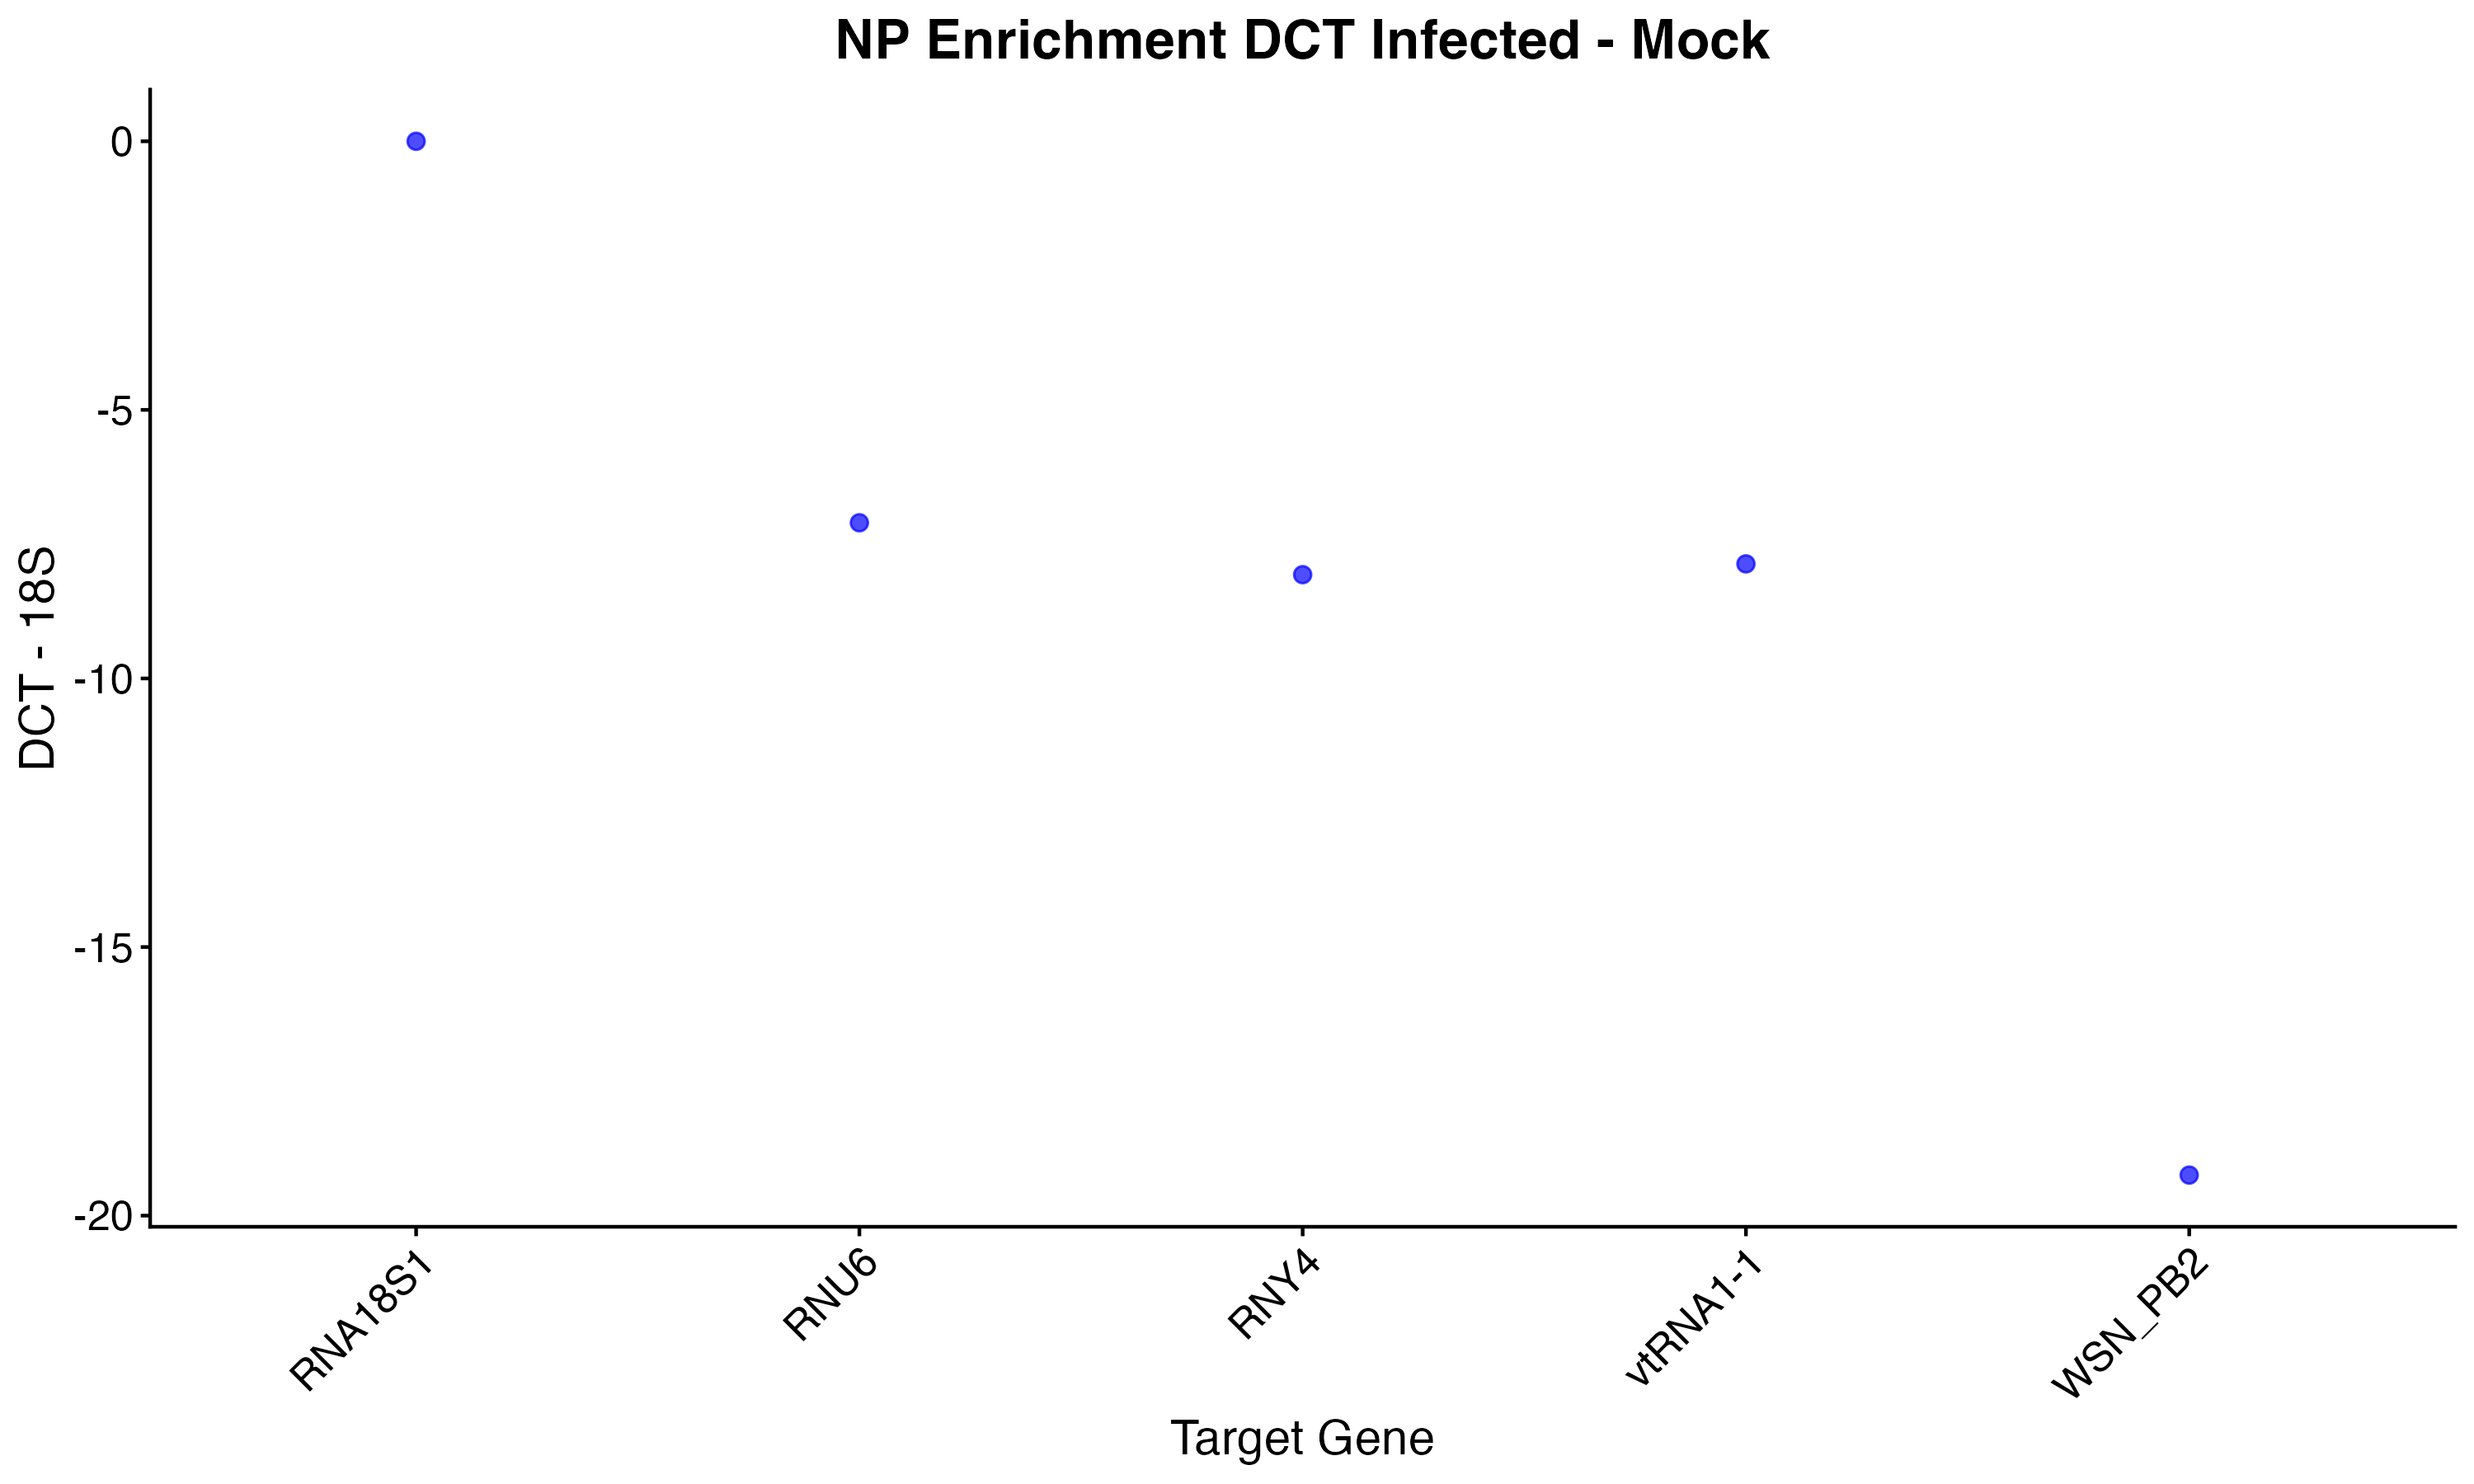 NP Enrichment DCT Infected - Mock
DCT - 18S
0
-5
-10
-15
-20
RNA18S1
RNU6
RNY4
vtRNA1-1
WSN_PB2
Target Gene